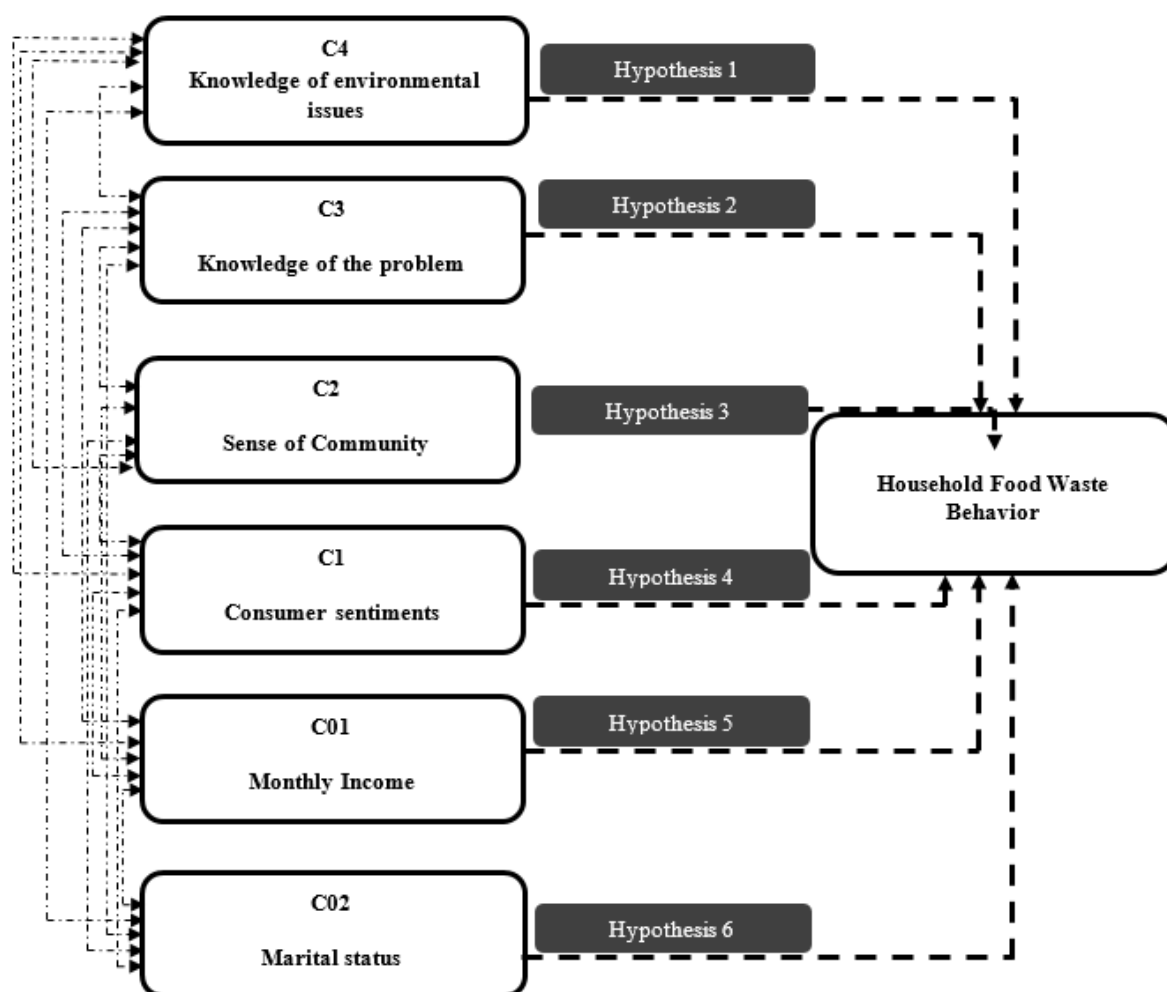 C4
Knowledge of environmental
issues
Hypothesis 1
C3
Knowledge of the problem
Hypothesis 2
C2
Sense of Community
Hypothesis 3
Household Food Waste
Behavior
C1
Consumer sentiments
Hypothesis 4
C01
Monthly Income
Hypothesis 5
C02
Marital status
Hypothesis 6